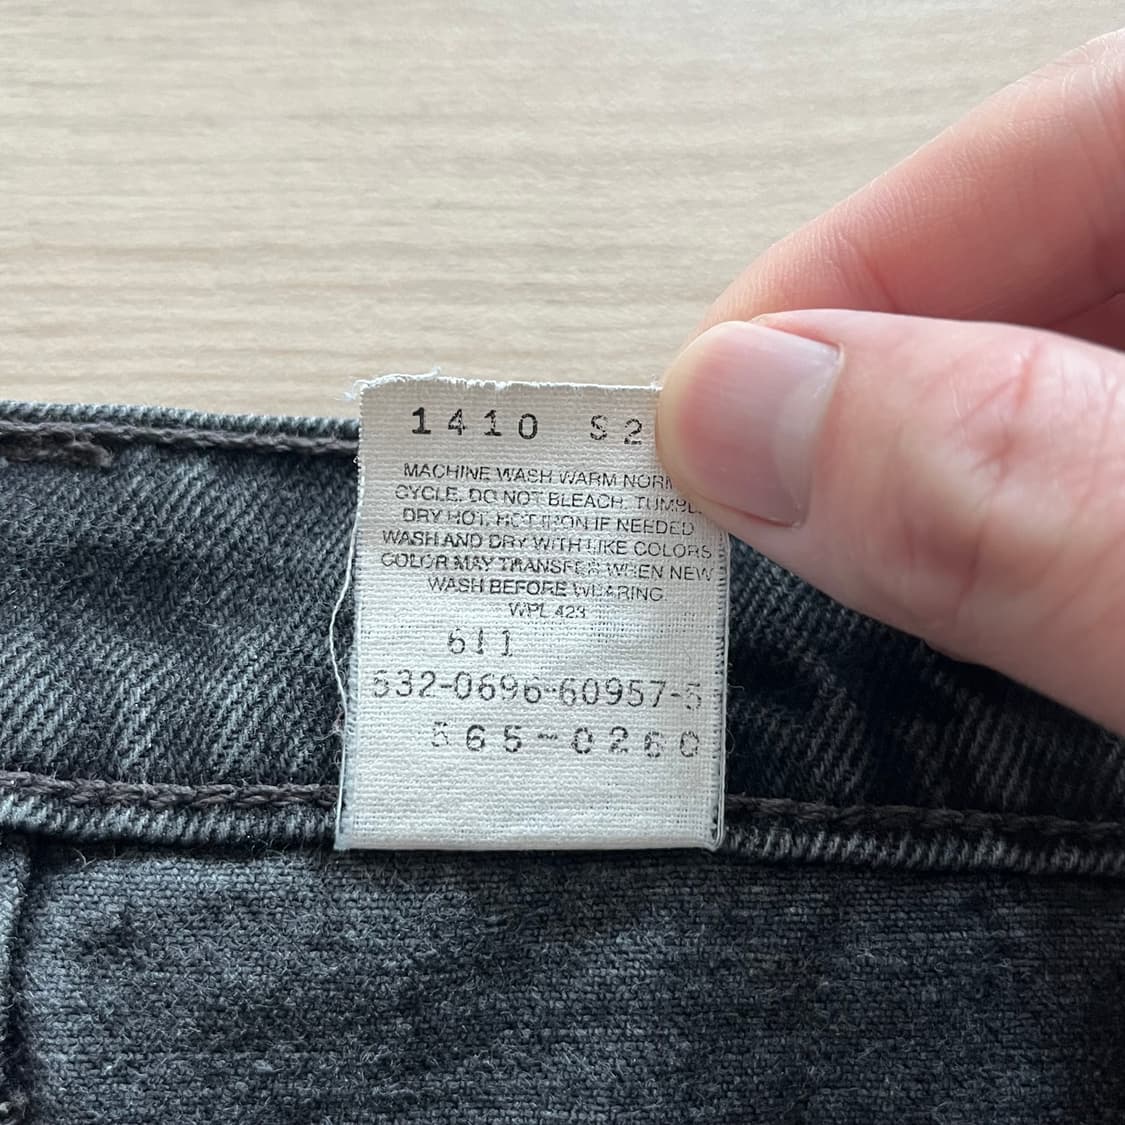 1410 S2
MACHINE WASH WARM NORM
CYCLE. DO NOT BLEACH. TUMBL
DRY HOT. HOT IRON IF NEEDED
WASH AND DRY WITH LIKE COLORS
COLOR MAY TRANSFER WHEN NEW
WASH BEFORE WEARING
WPL 423
611
532-0696-60957-5
565-0260